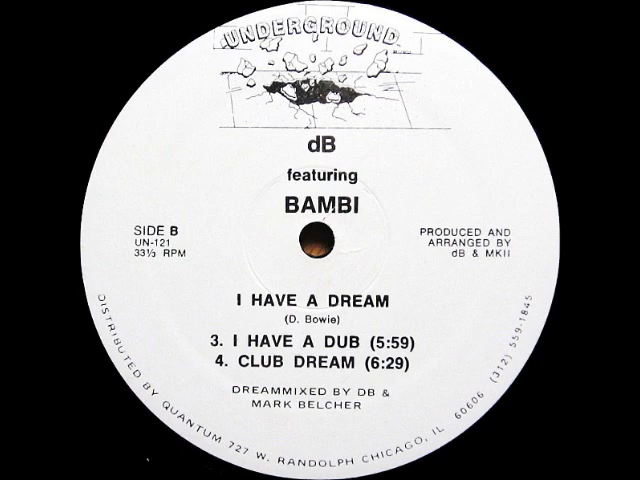 UNDERGROUND
dB
featuring
BAMBI
SIDE B
UN-121
33⅓ RPM
PRODUCED AND
ARRANGED BY
dB & MKII
I HAVE A DREAM
(D. Bowie)
3. I HAVE A DUB (5:59)
4. CLUB DREAM (6:29)
DREAMMIXED BY DB &
MARK BELCHER
DISTRIBUTED BY QUANTUM 727 W. RANDOLPH CHICAGO, IL 60606 (312) 559-1845